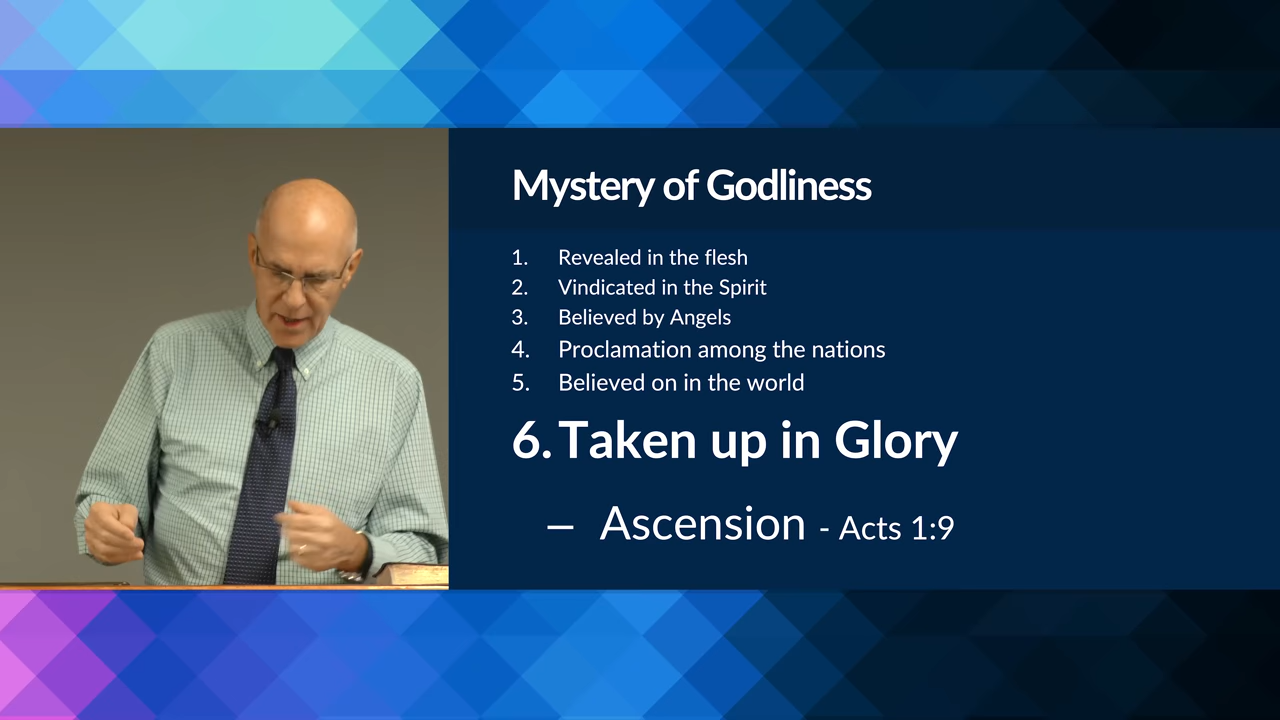 Mystery of Godliness
1. Revealed in the flesh
2. Vindicated in the Spirit
3. Believed by Angels
4. Proclamation among the nations
5. Believed on in the world
6. Taken up in Glory
– Ascension - Acts 1:9